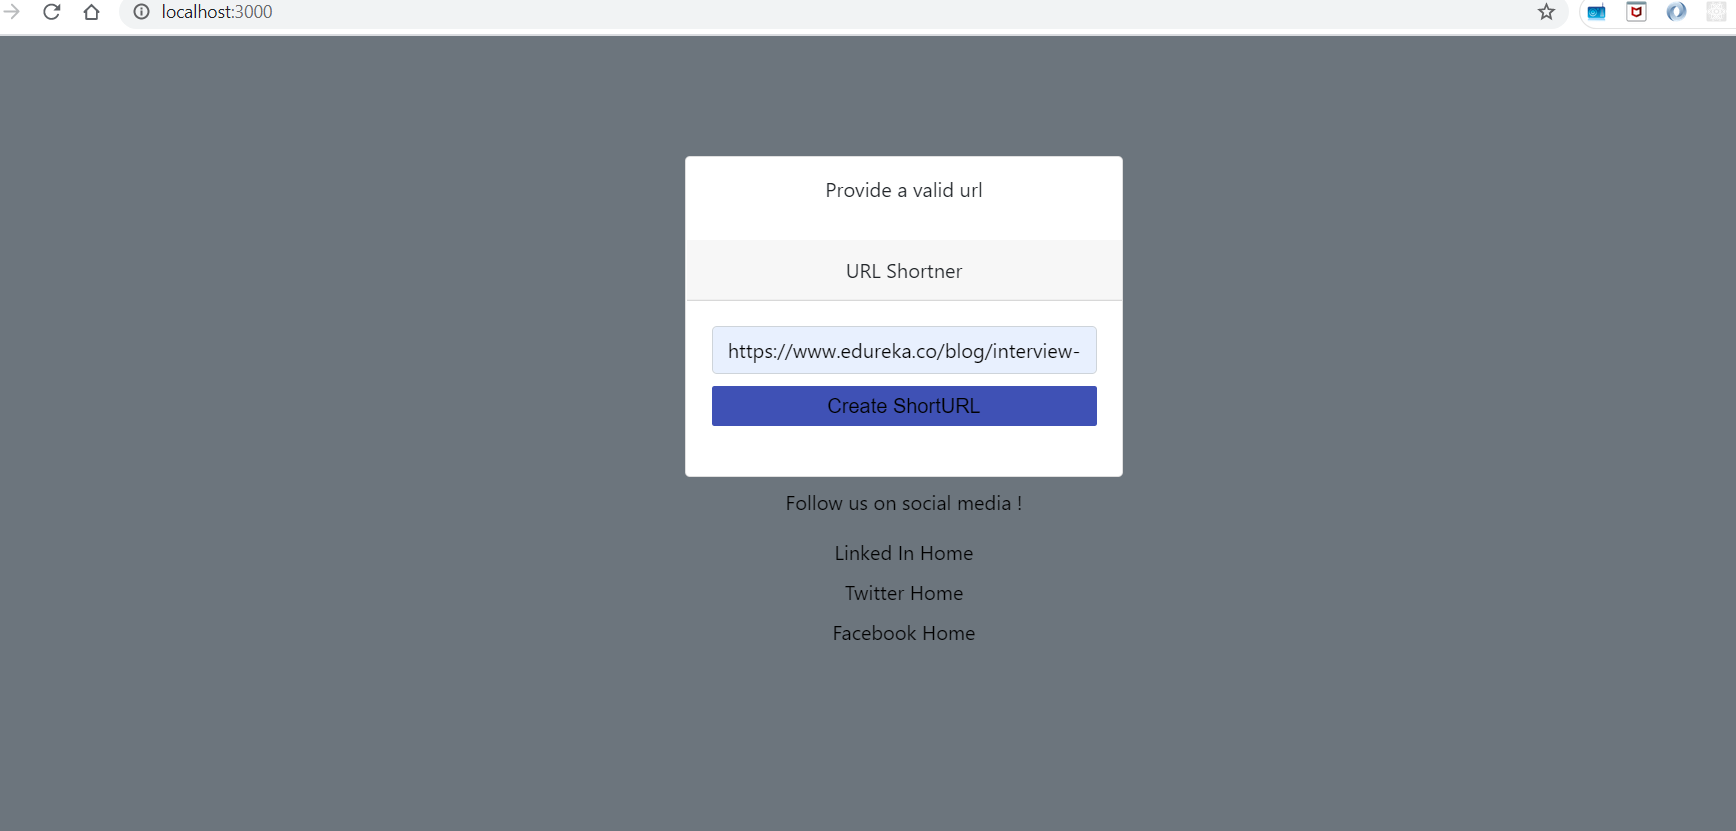 localhost:3000
Provide a valid url
URL Shortner
https://www.edureka.co/blog/interview-
Create ShortURL
Follow us on social media !
Linked In Home
Twitter Home
Facebook Home